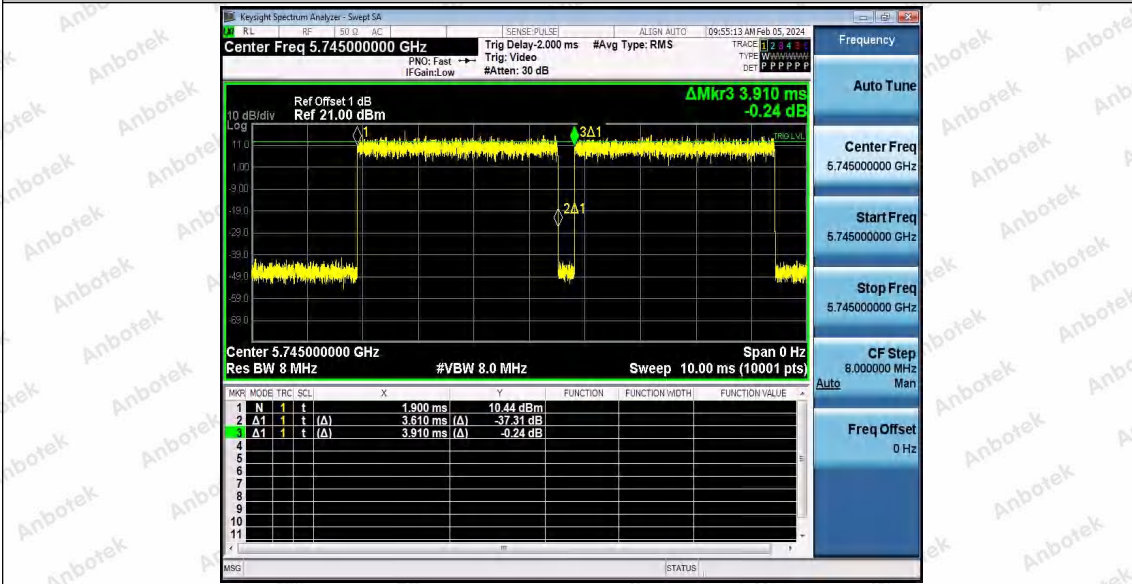 Keysight Spectrum Analyzer - Swept SA
RL RF 50 Ω AC SENSE:PULSE ALIGN AUTO 09:55:13 AM Feb 05, 2024
Center Freq 5.745000000 GHz
PNO: Fast
IFGain:Low
Trig Delay-2.000 ms
Trig: Video
#Atten: 30 dB
#Avg Type: RMS
TRACE 1 2 3 4 5 6
TYPE WWWWWW
DET P P P P P P
Frequency
Auto Tune
Center Freq
5.745000000 GHz
Start Freq
5.745000000 GHz
Stop Freq
5.745000000 GHz
CF Step
8.000000 MHz
Auto Man
Freq Offset
0 Hz
ΔMkr3 3.910 ms
-0.24 dB
Ref Offset 1 dB
10 dB/div Ref 21.00 dBm
Log
1
3Δ1
TRIG LVL
2Δ1
11.0
1.00
-9.00
-19.0
-29.0
-39.0
-49.0
-59.0
-69.0
Center 5.745000000 GHz Span 0 Hz
Res BW 8 MHz #VBW 8.0 MHz Sweep 10.00 ms (10001 pts)
MKR MODE TRC SCL X Y FUNCTION FUNCTION WIDTH FUNCTION VALUE
1 N 1 t 1.900 ms 10.44 dBm
2 Δ1 1 t (Δ) 3.610 ms (Δ) -37.31 dB
3 Δ1 1 t (Δ) 3.910 ms (Δ) -0.24 dB
4
5
6
7
8
9
10
11
MSG STATUS
Anbotek